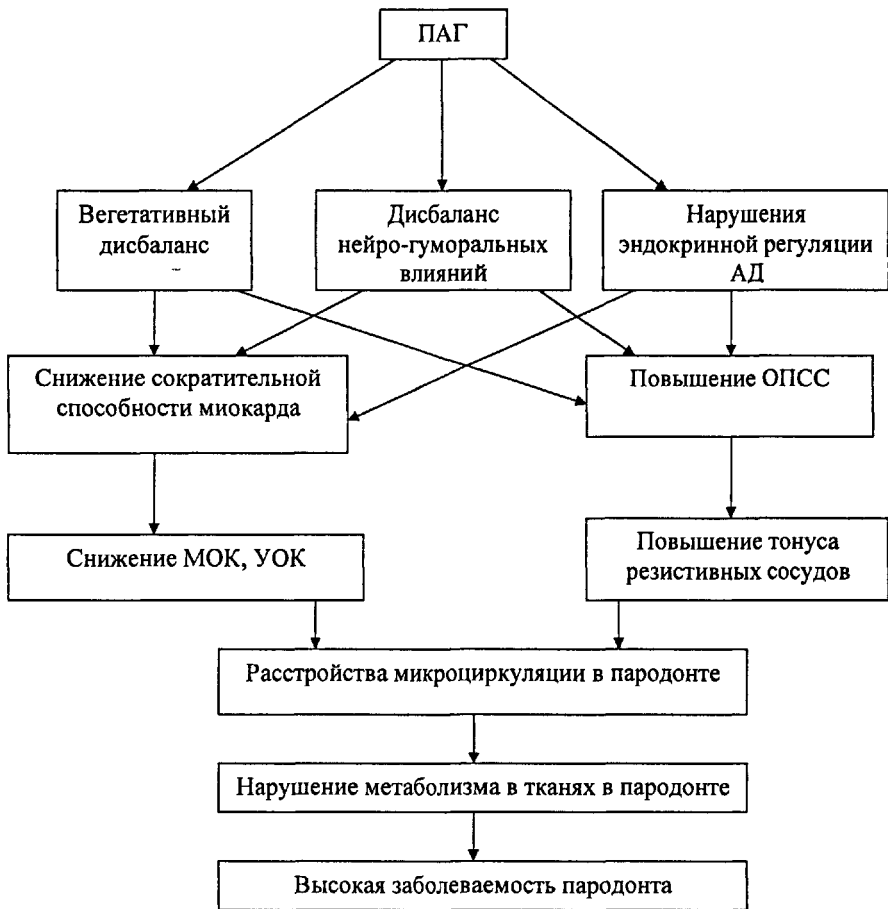 ПАГ
Вегетативный
дисбаланс
Дисбаланс
нейро-гуморальных
влияний
Нарушения
эндокринной регуляции
АД
Снижение сократительной
способности миокарда
Повышение ОПСС
Снижение МОК, УОК
Повышение тонуса
резистивных сосудов
Расстройства микроциркуляции в пародонте
Нарушение метаболизма в тканях в пародонте
Высокая заболеваемость пародонта